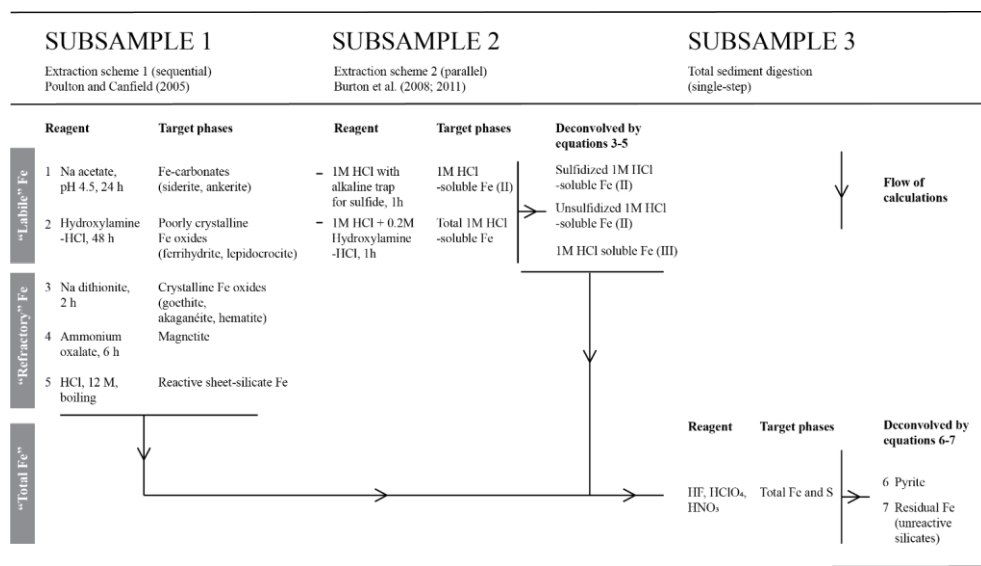 SUBSAMPLE 1
Extraction scheme 1 (sequential)
Poulton and Canfield (2005)
SUBSAMPLE 2
Extraction scheme 2 (parallel)
Burton et al. (2008; 2011)
SUBSAMPLE 3
Total sediment digestion
(single-step)
"Labile" Fe
Reagent
Target phases
1 Na acetate,
pH 4.5, 24 h
Fe-carbonates
(siderite, ankerite)
2 Hydroxylamine
-HCl, 48 h
Poorly crystalline
Fe oxides
(ferrihydrite, lepidocrocite)
Reagent
Target phases
– 1M HCl with
alkaline trap
for sulfide, 1h
1M HCl
-soluble Fe (II)
– 1M HCl + 0.2M
Hydroxylamine
-HCl, 1h
Total 1M HCl
-soluble Fe
Deconvolved by
equations 3-5
Sulfidized 1M HCl
-soluble Fe (II)
Unsulfidized 1M HCl
-soluble Fe (II)
1M HCl soluble Fe (III)
Flow of
calculations
"Refractory" Fe
3 Na dithionite,
2 h
Crystalline Fe oxides
(goethite,
akaganéite, hematite)
4 Ammonium
oxalate, 6 h
Magnetite
5 HCl, 12 M,
boiling
Reactive sheet-silicate Fe
"Total Fe"
Reagent
Target phases
HF, HClO₄,
HNO₃
Total Fe and S
Deconvolved by
equations 6-7
6 Pyrite
7 Residual Fe
(unreactive
silicates)